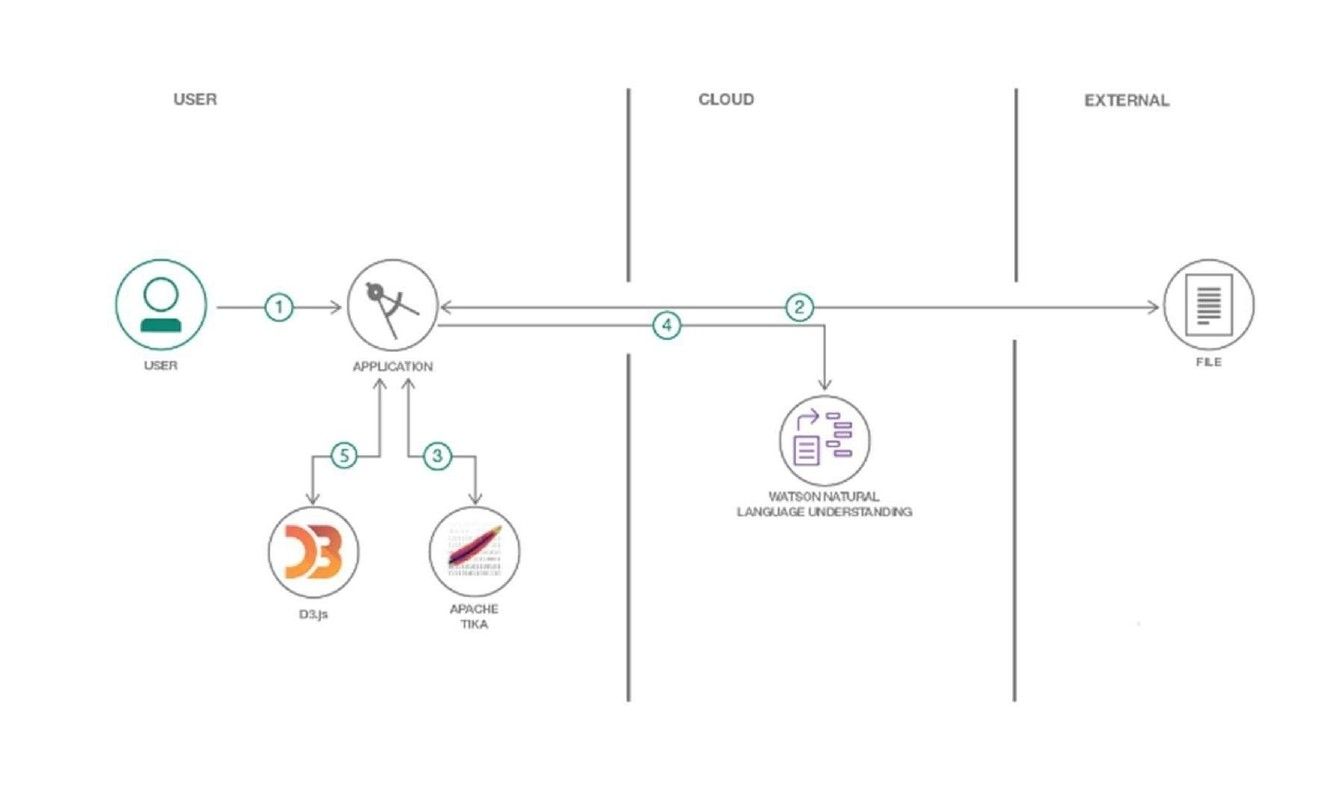 USER
CLOUD
EXTERNAL
1
2
4
USER
APPLICATION
FILE
5
3
WATSON NATURAL
LANGUAGE UNDERSTANDING
D3.js
APACHE
TIKA